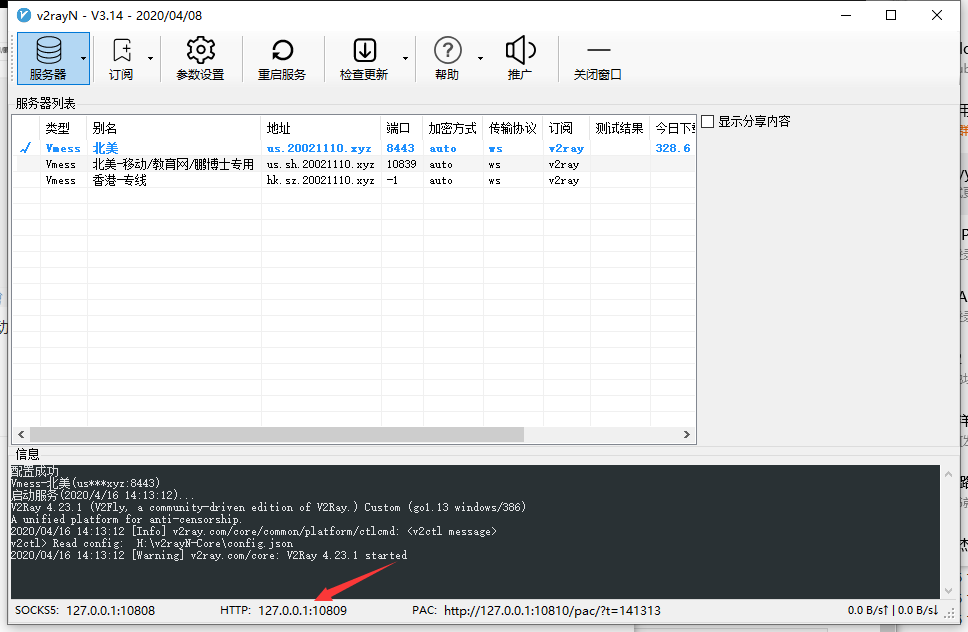 v2rayN - V3.14 - 2020/04/08
服务器 订阅 参数设置 重启服务 检查更新 帮助 推广 关闭窗口
服务器列表
类型 别名 地址 端口 加密方式 传输协议 订阅 测试结果 今日下载
显示分享内容
√ Vmess 北美 us.20021110.xyz 8443 auto ws v2ray 328.6
Vmess 北美-移动/教育网/鹏博士专用 us.sh.20021110.xyz 10839 auto ws v2ray
Vmess 香港-专线 hk.sz.20021110.xyz -1 auto ws v2ray
信息
配置成功
Vmess-北美(us***xyz:8443)
启动服务(2020/4/16 14:13:12)...
V2Ray 4.23.1 (V2Fly, a community-driven edition of V2Ray.) Custom (go1.13 windows/386)
A unified platform for anti-censorship.
2020/04/16 14:13:12 [Info] v2ray.com/core/common/platform/ctlcmd: <v2ctl message>
v2ctl> Read config: H:\v2rayN-Core\config.json
2020/04/16 14:13:12 [Warning] v2ray.com/core: V2Ray 4.23.1 started
SOCKS5: 127.0.0.1:10808 HTTP: 127.0.0.1:10809 PAC: http://127.0.0.1:10810/pac/?t=141313 0.0 B/s↑ | 0.0 B/s↓